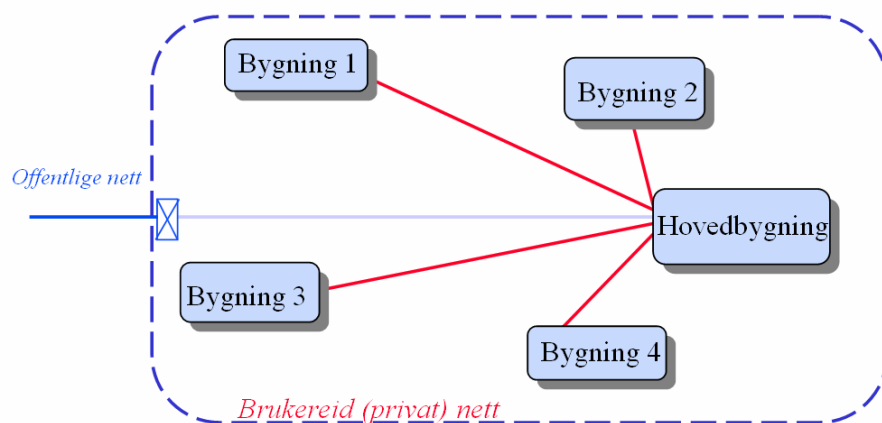 Bygning 1
Bygning 2
Offentlige nett
Hovedbygning
Bygning 3
Bygning 4
Brukereid (privat) nett